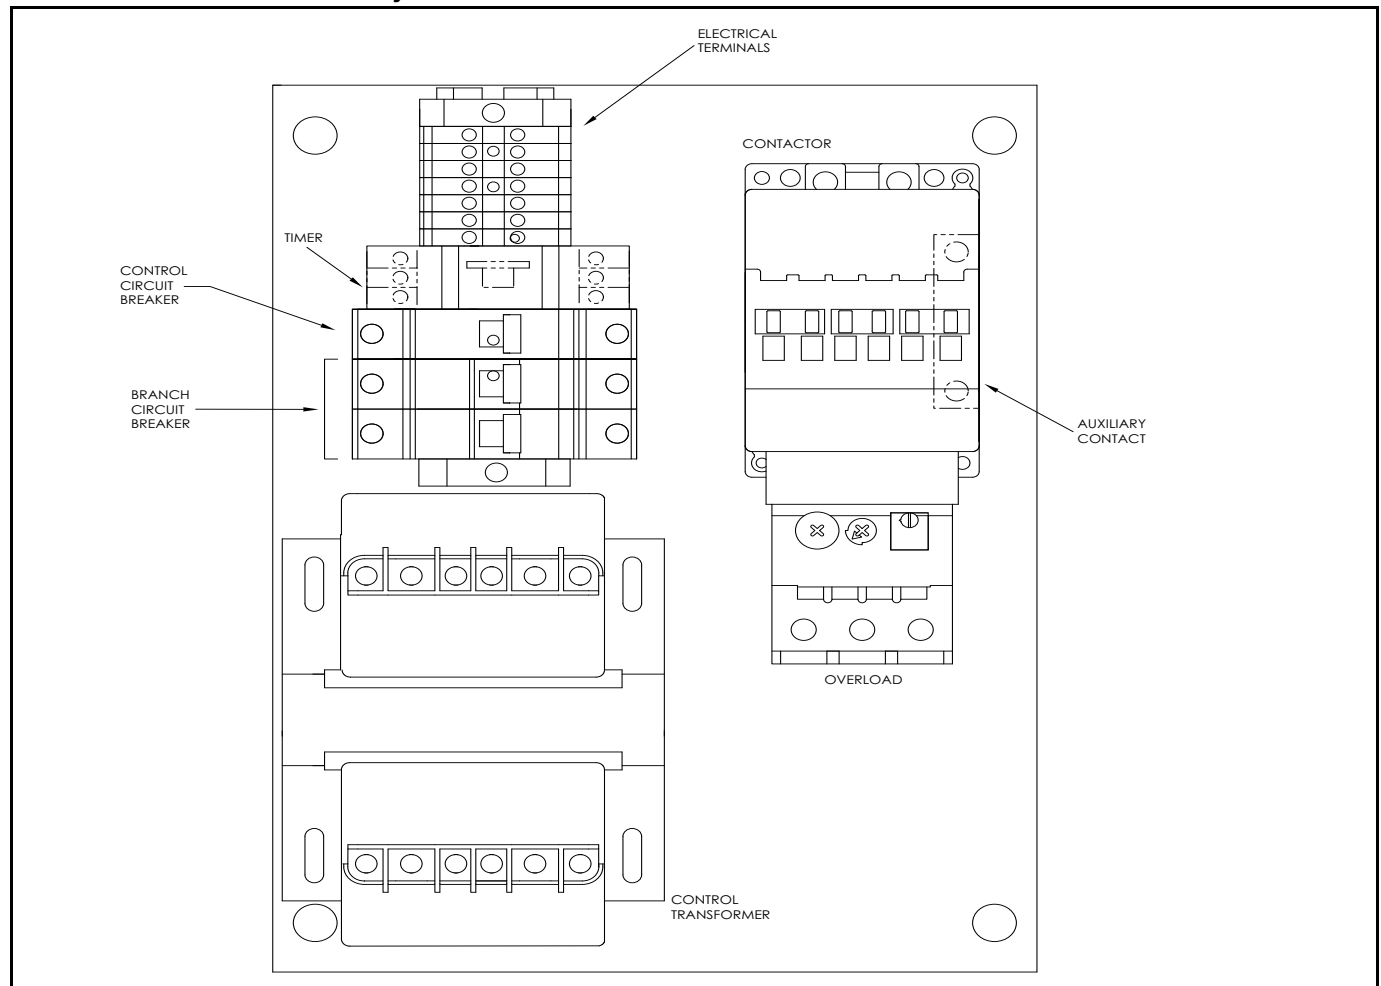 ELECTRICAL
TERMINALS
CONTACTOR
TIMER
CONTROL
CIRCUIT
BREAKER
BRANCH
CIRCUIT
BREAKER
AUXILIARY
CONTACT
OVERLOAD
CONTROL
TRANSFORMER